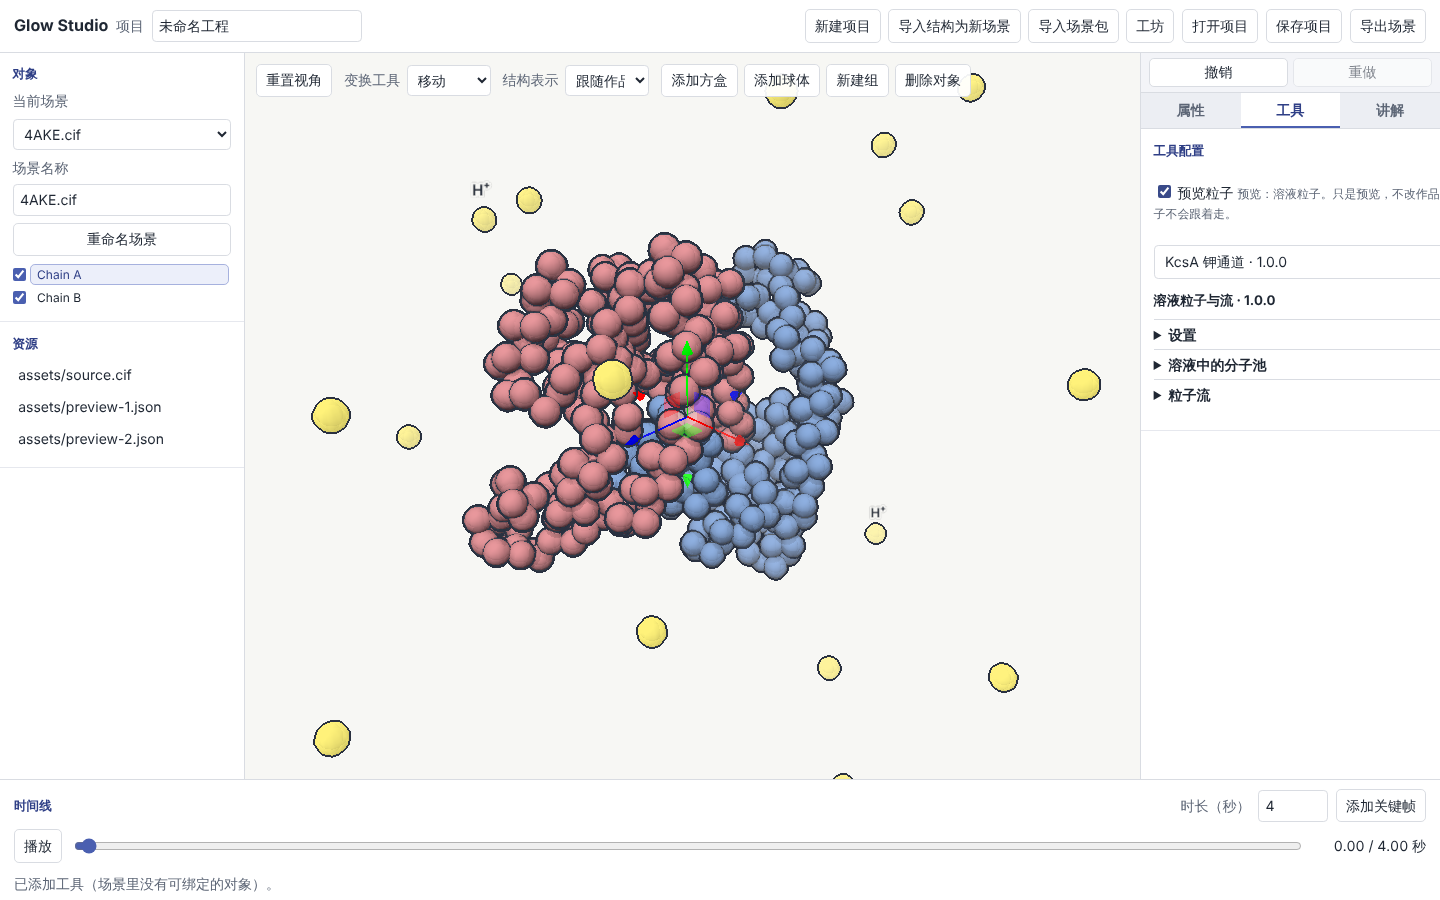 Glow Studio 项目 未命名工程 新建项目 导入结构为新场景 导入场景包 工坊 打开项目 保存项目 导出场景
对象
当前场景
4AKE.cif
场景名称
4AKE.cif
重命名场景
Chain A
Chain B
资源
assets/source.cif
assets/preview-1.json
assets/preview-2.json
重置视角 变换工具 移动 结构表示 跟随作品 添加方盒 添加球体 新建组 删除对象
H⁺
H⁺
撤销 重做
属性 工具 讲解
工具配置
预览粒子 预览：溶液粒子。只是预览，不改作品
子不会跟着走。
KcsA 钾通道 · 1.0.0
溶液粒子与流 · 1.0.0
▶ 设置
▶ 溶液中的分子池
▶ 粒子流
时间线 时长（秒） 4 添加关键帧
播放 0.00 / 4.00 秒
已添加工具（场景里没有可绑定的对象）。